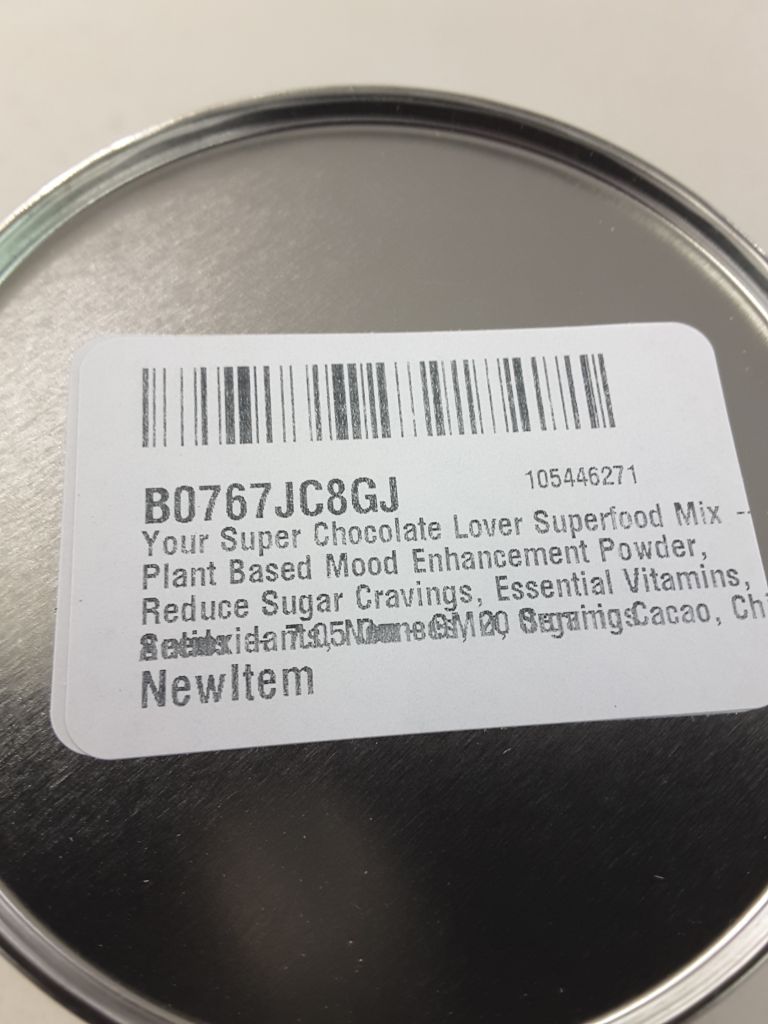 B0767JC8GJ
105446271
Your Super Chocolate Lover Superfood Mix -
Plant Based Mood Enhancement Powder,
Reduce Sugar Cravings, Essential Vitamins,
Cacao, Chi
NewItem